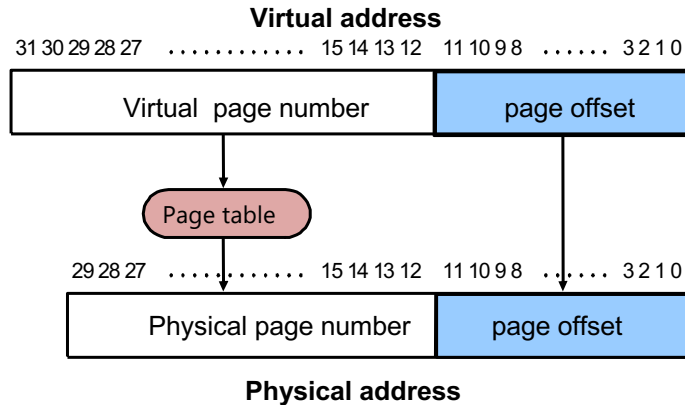 Virtual address
31 30 29 28 27 ............ 15 14 13 12 11 10 9 8 ...... 3 2 1 0
Virtual page number page offset
Page table
29 28 27 ............ 15 14 13 12 11 10 9 8 ...... 3 2 1 0
Physical page number page offset
Physical address